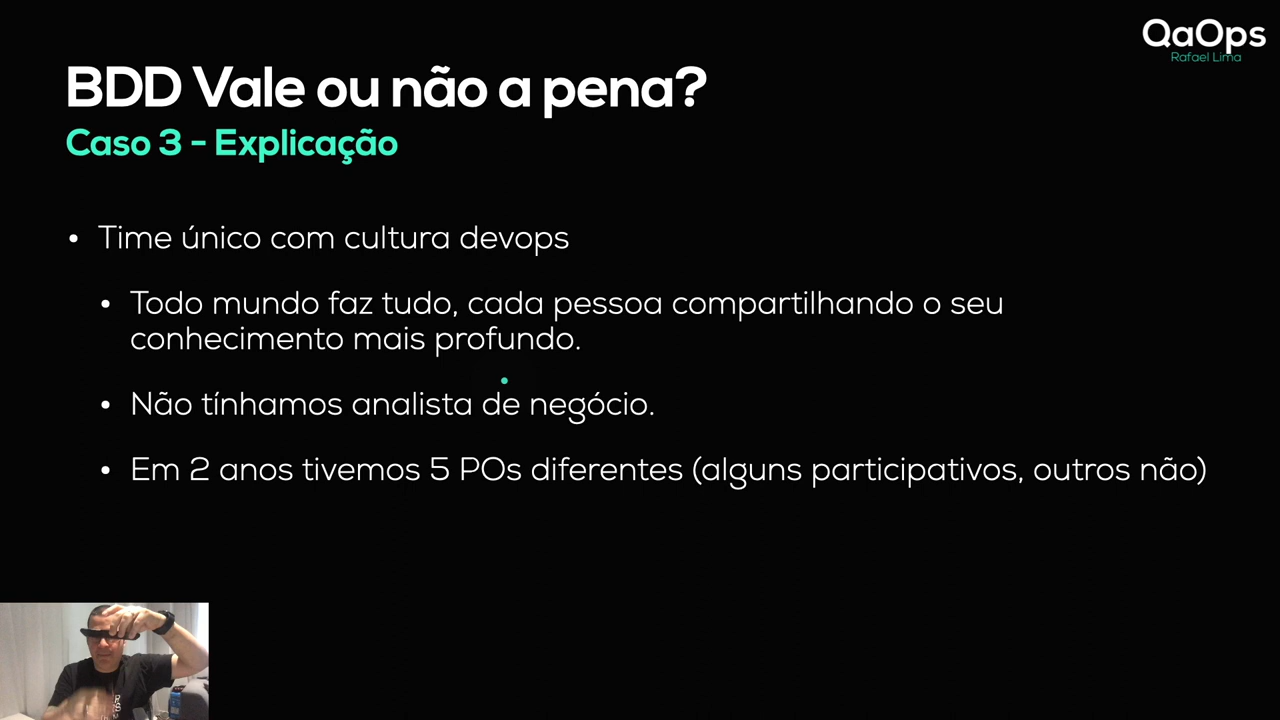 QaOps
Rafael Lima
BDD Vale ou não a pena?
Caso 3 - Explicação
• Time único com cultura devops
• Todo mundo faz tudo, cada pessoa compartilhando o seu
conhecimento mais profundo.
• Não tínhamos analista de negócio.
• Em 2 anos tivemos 5 POs diferentes (alguns participativos, outros não)